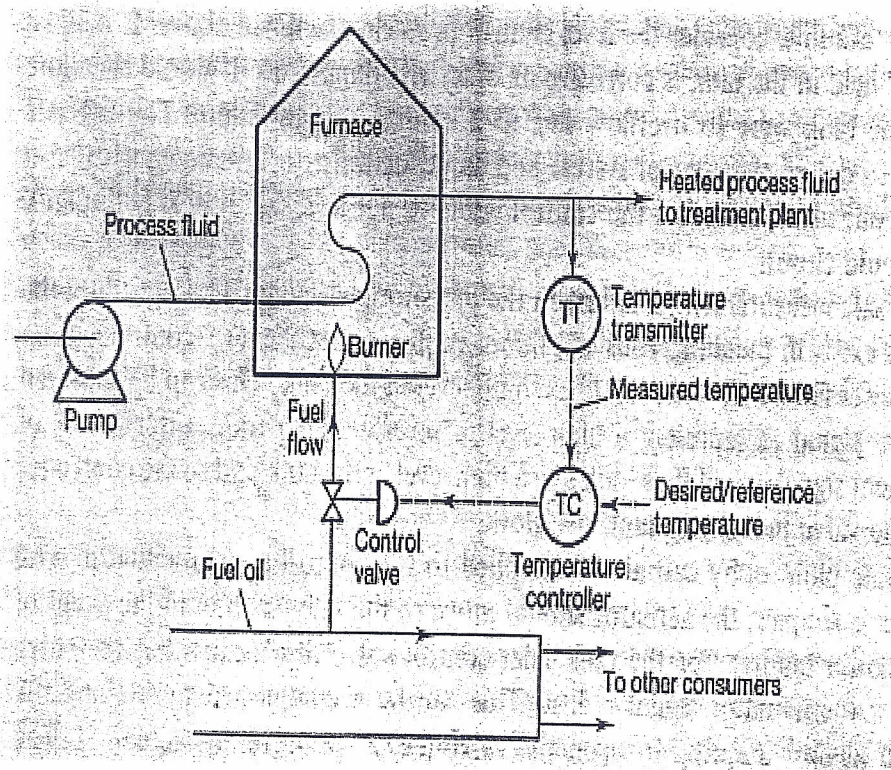 Furnace
Heated process fluid
to treatment plant
Process fluid
TT
Temperature
transmitter
Burner
Measured temperature
Pump
Fuel
flow
TC
Desired/reference
temperature
Control
valve
Fuel oil
Temperature
controller
To other consumers